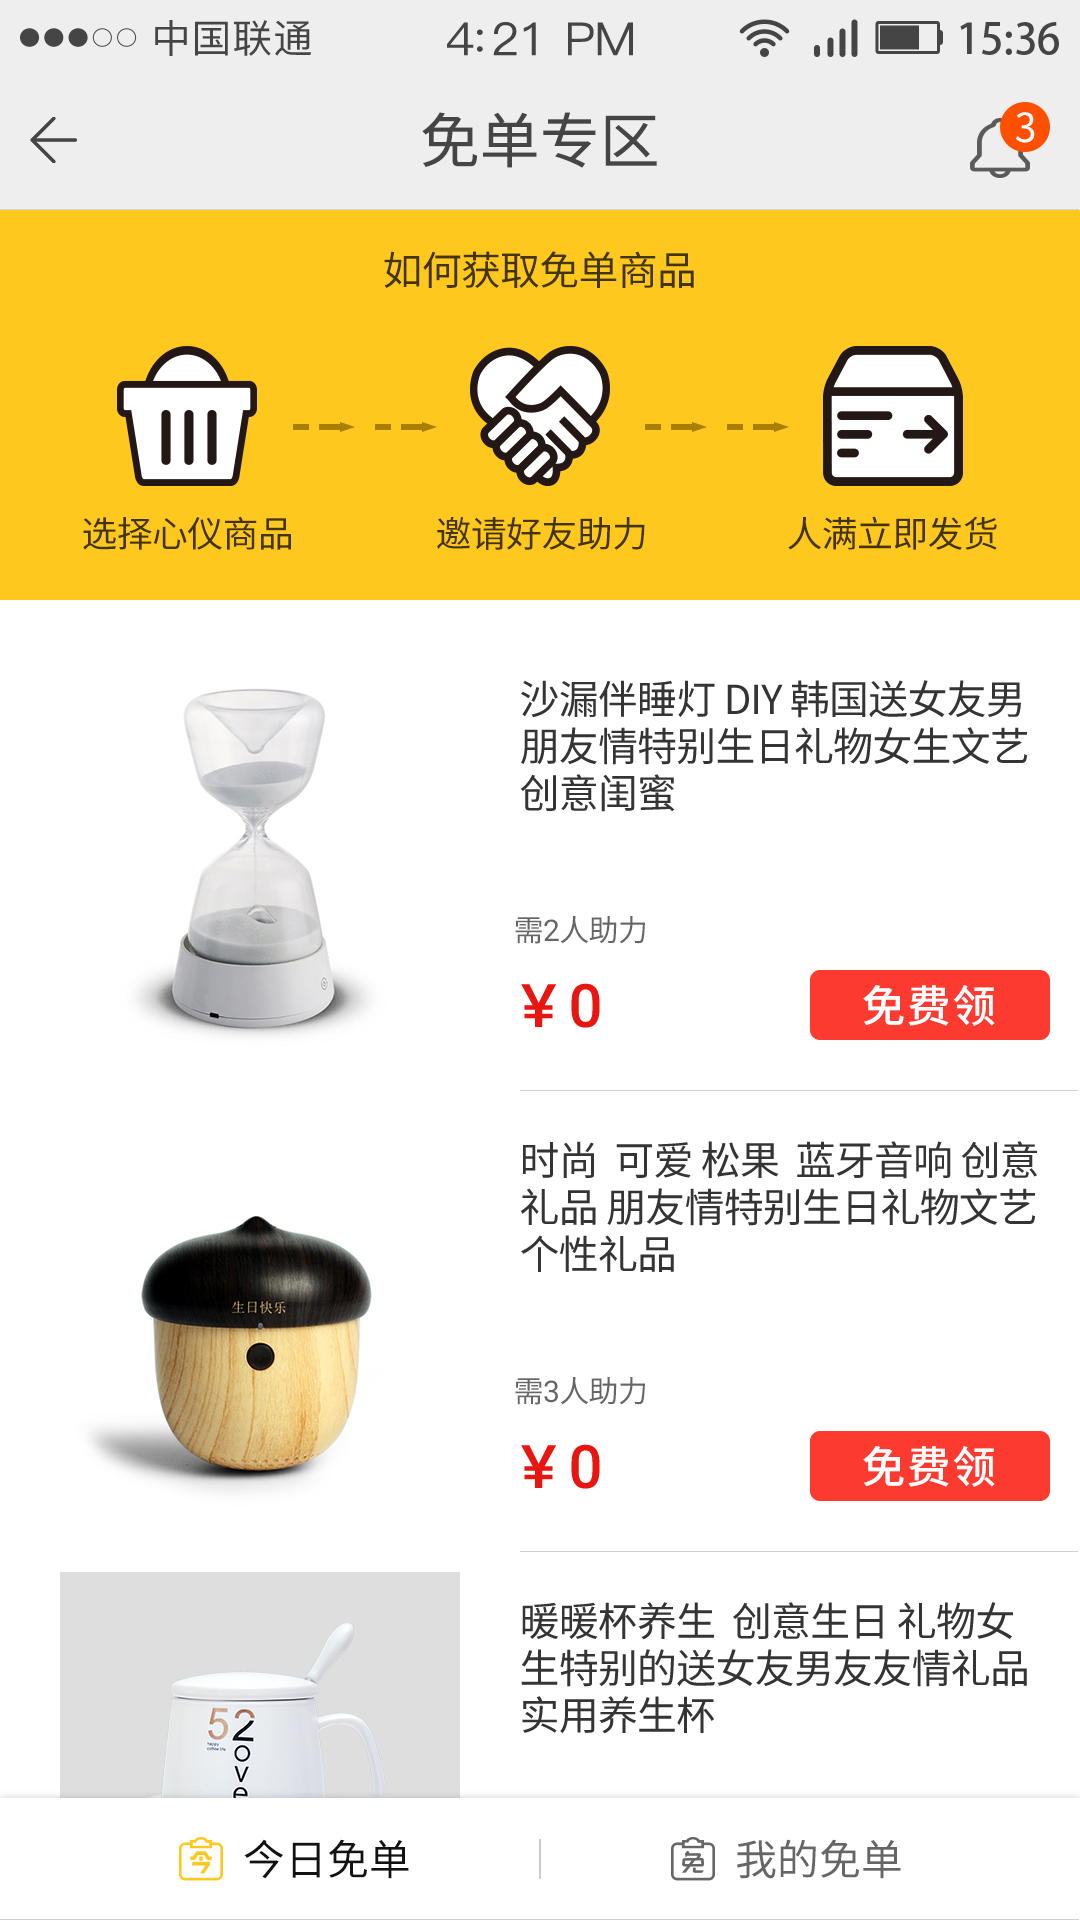 中国联通 4:21 PM 15:36
免单专区 3
如何获取免单商品
选择心仪商品 邀请好友助力 人满立即发货
沙漏伴睡灯 DIY 韩国送女友男
朋友情特别生日礼物女生文艺
创意闺蜜
需2人助力
¥ 0 免费领
时尚 可爱 松果 蓝牙音响 创意
礼品 朋友情特别生日礼物文艺
个性礼品
生日快乐
需3人助力
¥ 0 免费领
暖暖杯养生 创意生日 礼物女
生特别的送女友男友友情礼品
实用养生杯
52
happy
coffee life
ove
今 今日免单 免 我的免单